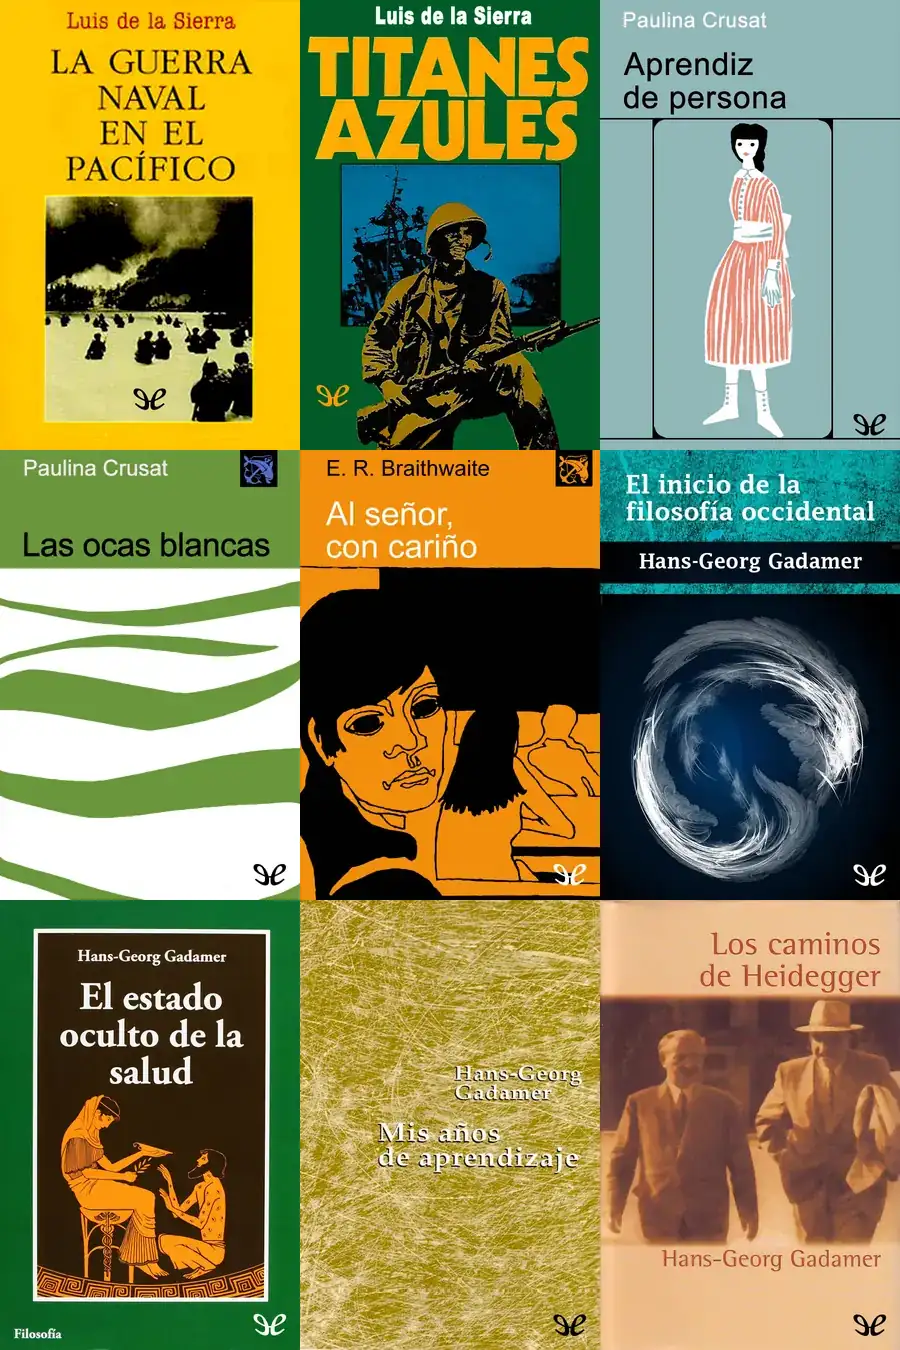 Luis de la Sierra
LA GUERRA
NAVAL
EN EL
PACÍFICO
Luis de la Sierra
TITANES
AZULES
Paulina Crusat
Aprendiz
de persona
Paulina Crusat
Las ocas blancas
E. R. Braithwaite
Al señor,
con cariño
El inicio de la
filosofía occidental
Hans-Georg Gadamer
Hans-Georg Gadamer
El estado
oculto de la
salud
Filosofía
Hans-Georg
Gadamer
Mis años
de aprendizaje
Los caminos
de Heidegger
Hans-Georg Gadamer